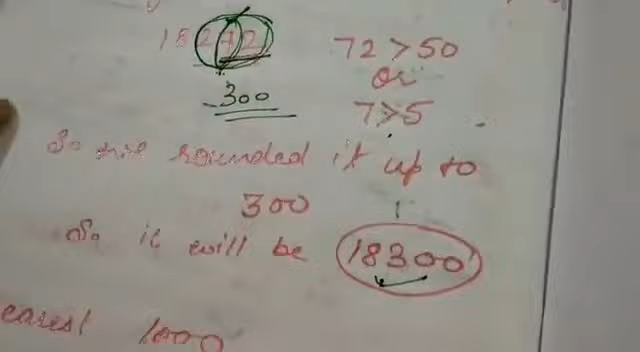 18272 72 > 50
or
300 7 > 5
So we rounded it up to
300
So it will be 18300
earest 1000